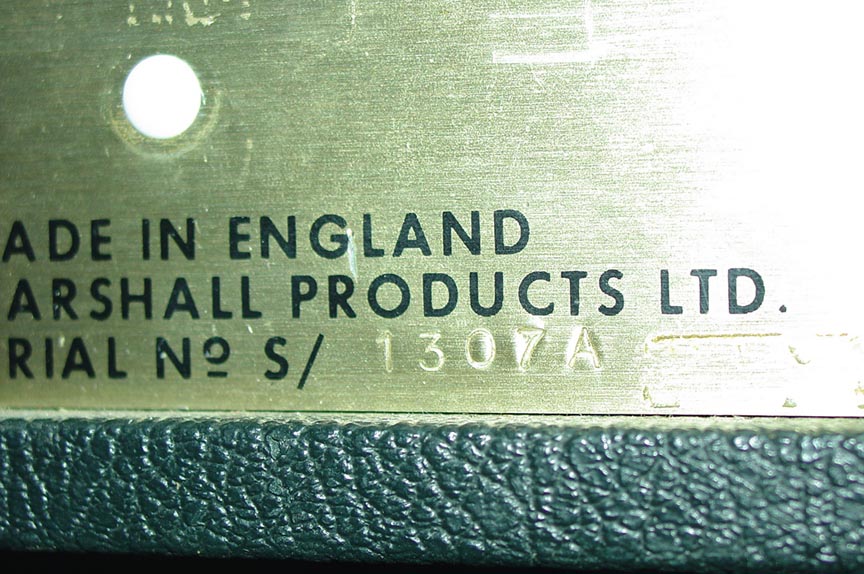 ADE IN ENGLAND
ARSHALL PRODUCTS LTD.
RIAL Nº S/ 1307A